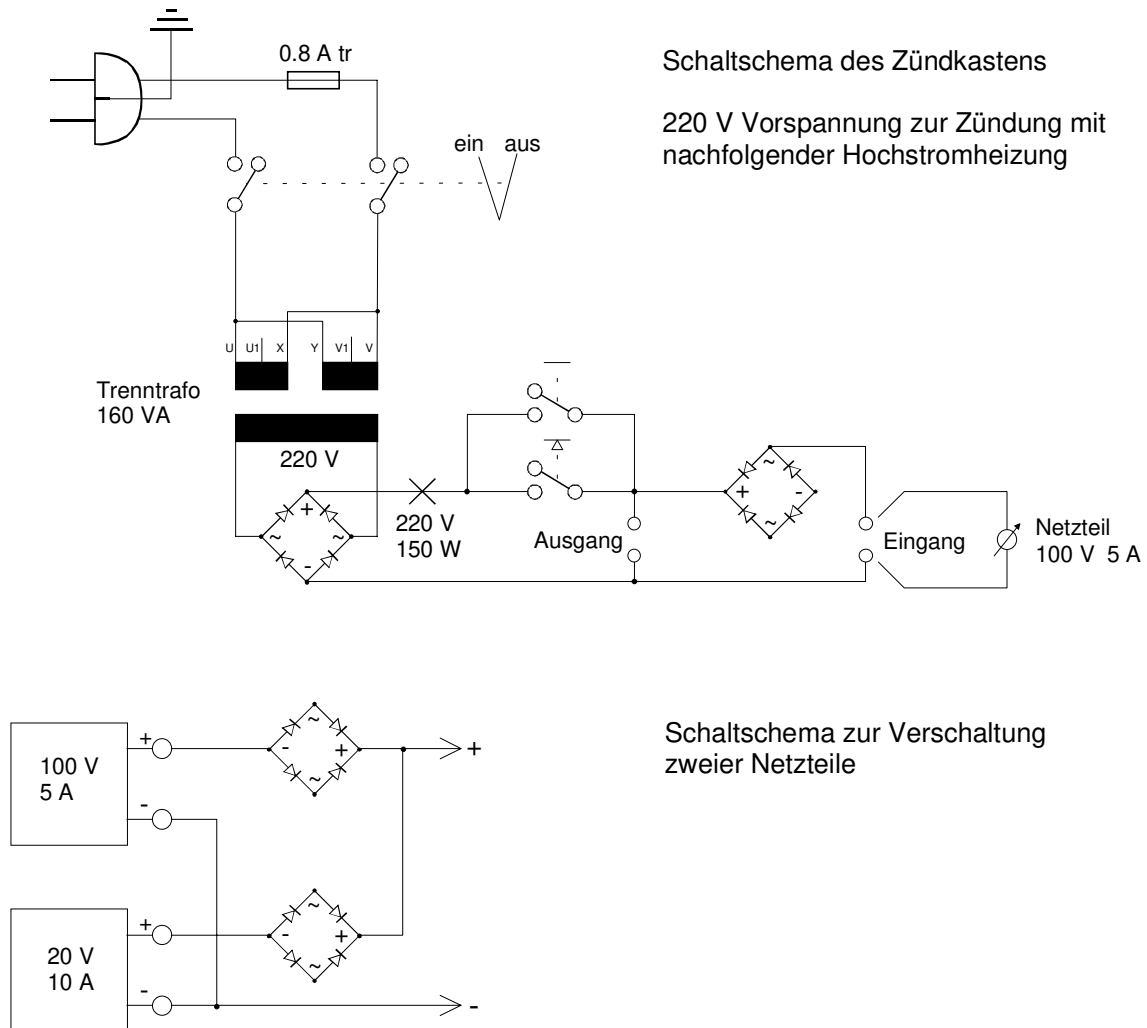 0.8 A tr
Schaltschema des Zündkastens
220 V Vorspannung zur Zündung mit
nachfolgender Hochstromheizung
ein aus
U U1 X Y V1 V
Trenntrafo
160 VA
220 V
+
~ ~
-
220 V
150 W
Ausgang
~
+ -
~
Eingang
Netzteil
100 V 5 A
Schaltschema zur Verschaltung
zweier Netzteile
100 V
5 A
+
-
~
- +
~
+
20 V
10 A
+
-
~
- +
~
-